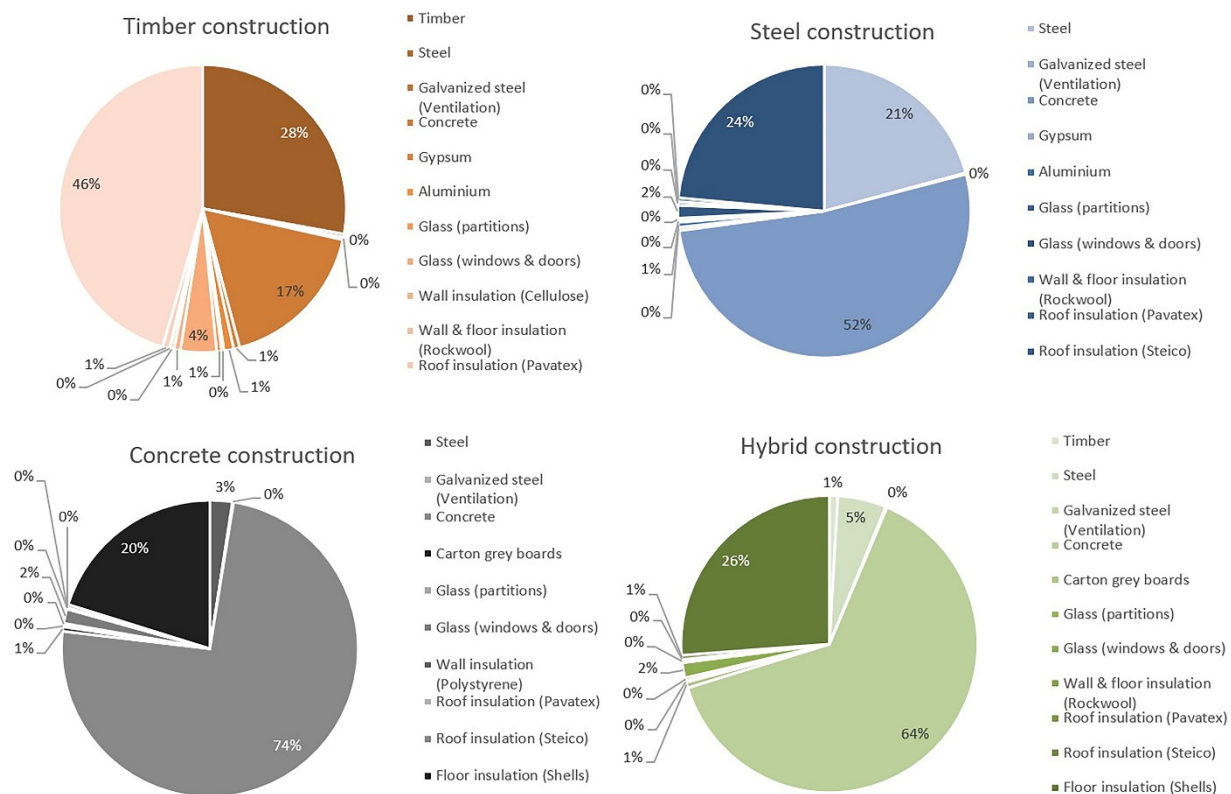 Timber construction
28%
0%
0%
17%
1%
1%
0%
1%
4%
1%
0%
0%
1%
46%
Timber
Steel
Galvanized steel
(Ventilation)
Concrete
Gypsum
Aluminium
Glass (partitions)
Glass (windows & doors)
Wall insulation (Cellulose)
Wall & floor insulation
(Rockwool)
Roof insulation (Pavatex)
Steel construction
21%
0%
52%
0%
1%
0%
0%
2%
0%
0%
0%
24%
Steel
Galvanized steel
(Ventilation)
Concrete
Gypsum
Aluminium
Glass (partitions)
Glass (windows & doors)
Wall & floor insulation
(Rockwool)
Roof insulation (Pavatex)
Roof insulation (Steico)
Concrete construction
3%
0%
74%
1%
0%
0%
2%
0%
0%
0%
20%
Steel
Galvanized steel
(Ventilation)
Concrete
Carton grey boards
Glass (partitions)
Glass (windows & doors)
Wall insulation
(Polystyrene)
Roof insulation (Pavatex)
Roof insulation (Steico)
Floor insulation (Shells)
Hybrid construction
1%
5%
0%
64%
1%
0%
0%
2%
0%
0%
1%
26%
Timber
Steel
Galvanized steel
(Ventilation)
Concrete
Carton grey boards
Glass (partitions)
Glass (windows & doors)
Wall & floor insulation
(Rockwool)
Roof insulation (Pavatex)
Roof insulation (Steico)
Floor insulation (Shells)